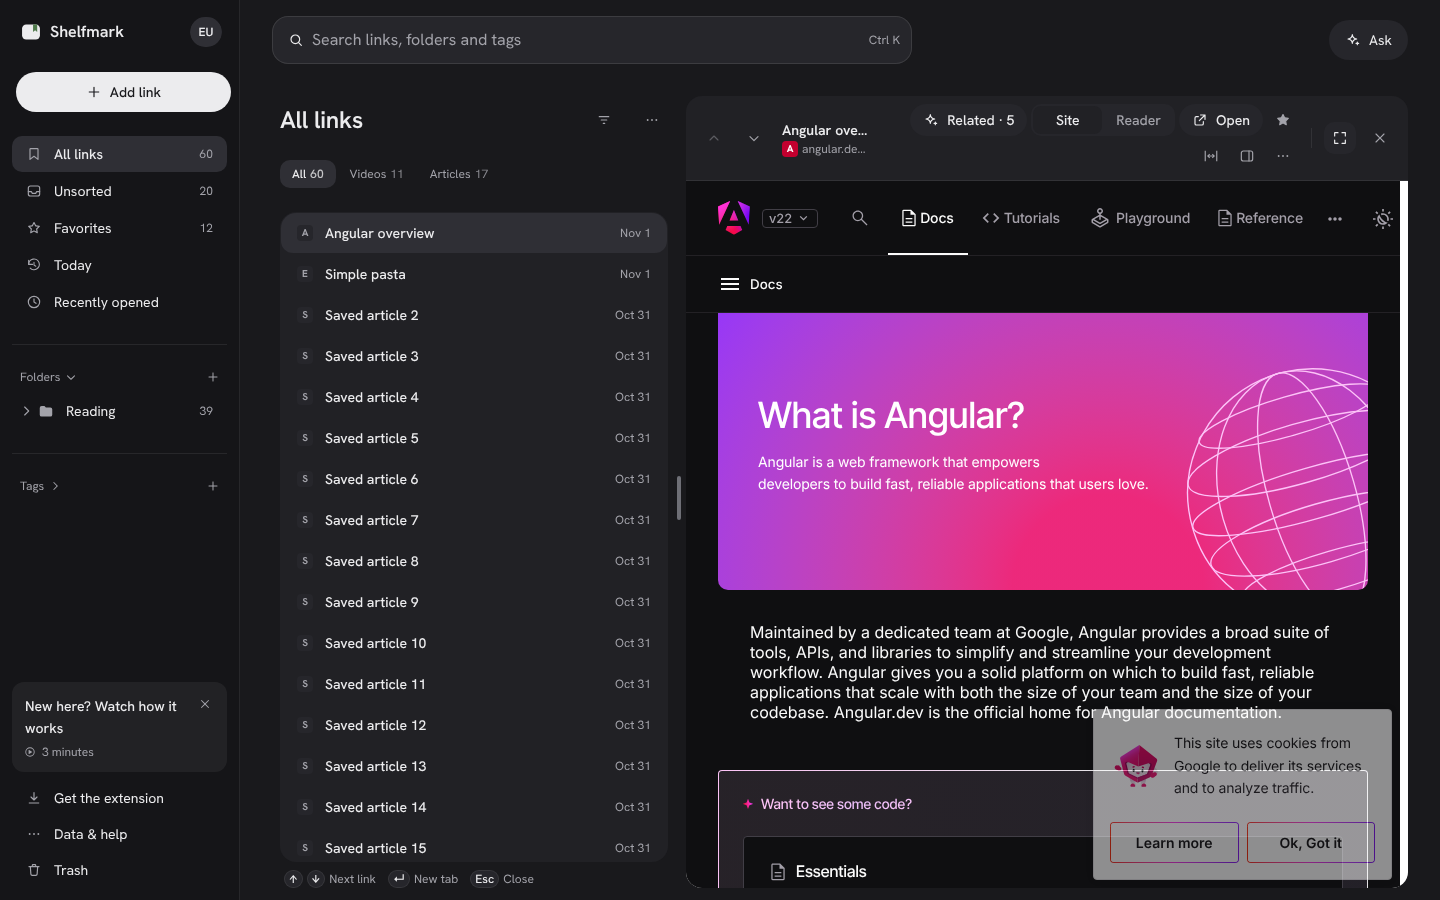 Shelfmark
EU
Add link
All links 60
Unsorted 20
Favorites 12
Today
Recently opened
Folders
Reading 39
Tags
New here? Watch how it
works
3 minutes
Get the extension
Data & help
Trash
Search links, folders and tags
Ctrl K
Ask
All links
All 60
Videos 11
Articles 17
A Angular overview Nov 1
E Simple pasta Nov 1
S Saved article 2 Oct 31
S Saved article 3 Oct 31
S Saved article 4 Oct 31
S Saved article 5 Oct 31
S Saved article 6 Oct 31
S Saved article 7 Oct 31
S Saved article 8 Oct 31
S Saved article 9 Oct 31
S Saved article 10 Oct 31
S Saved article 11 Oct 31
S Saved article 12 Oct 31
S Saved article 13 Oct 31
S Saved article 14 Oct 31
S Saved article 15 Oct 31
Next link
New tab
Esc Close
Angular ove...
A angular.de...
Related · 5
Site
Reader
Open
v22
Docs
Tutorials
Playground
Reference
Docs
What is Angular?
Angular is a web framework that empowers
developers to build fast, reliable applications that users love.
Maintained by a dedicated team at Google, Angular provides a broad suite of
tools, APIs, and libraries to simplify and streamline your development
workflow. Angular gives you a solid platform on which to build fast, reliable
applications that scale with both the size of your team and the size of your
codebase. Angular.dev is the official home for Angular documentation.
Want to see some code?
Essentials
This site uses cookies from
Google to deliver its services
and to analyze traffic.
Learn more
Ok, Got it